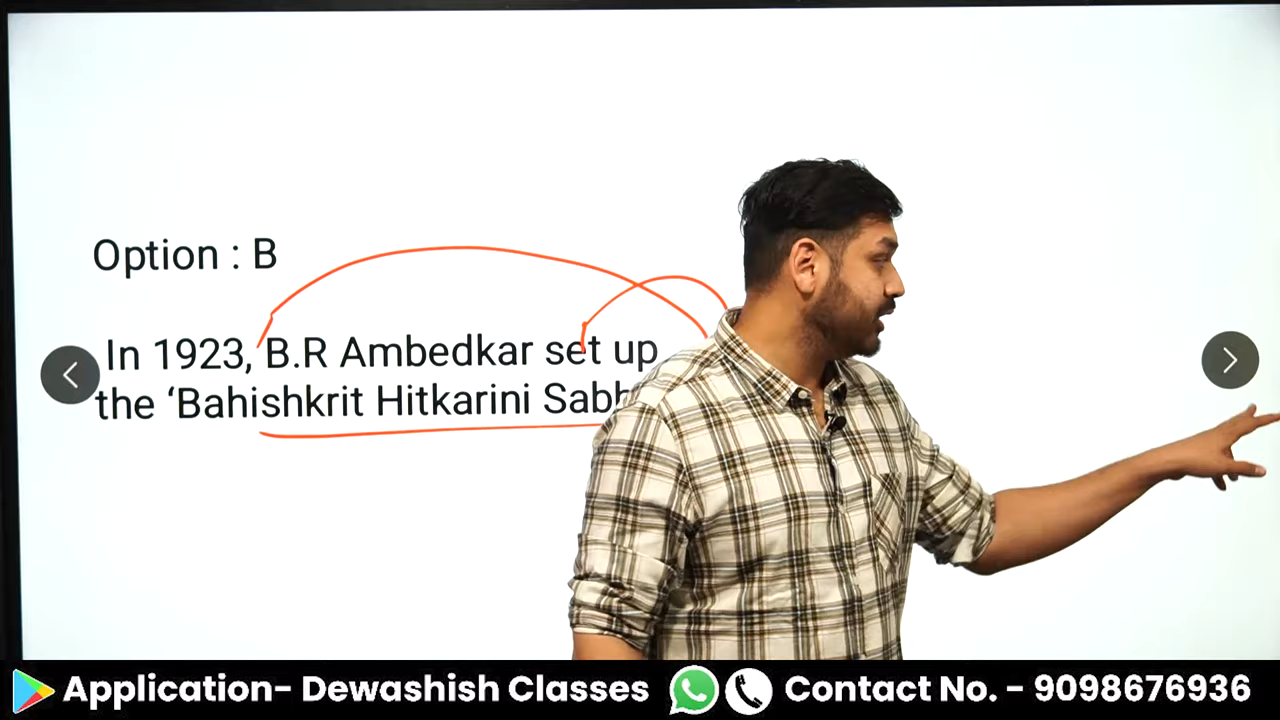 Option : B
In 1923, B.R Ambedkar set up
the ‘Bahishkrit Hitkarini
Application- Dewashish Classes
Contact No. - 9098676936